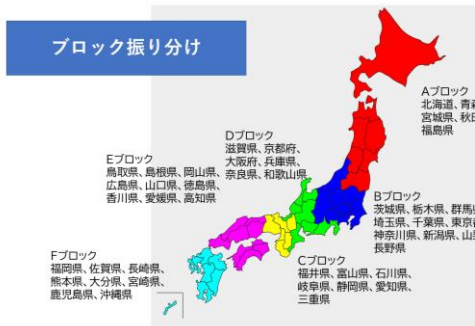 ブロック振り分け
Aブロック
北海道、青森
宮城県、秋田
福島県
Dブロック
滋賀県、京都府、
大阪府、兵庫県、
奈良県、和歌山県
Eブロック
鳥取県、島根県、岡山県、
広島県、山口県、徳島県、
香川県、愛媛県、高知県
Bブロック
茨城県、栃木県、群馬県
埼玉県、千葉県、東京都
神奈川県、新潟県、山
長野県
Fブロック
福岡県、佐賀県、長崎県、
熊本県、大分県、宮崎県、
鹿児島県、沖縄県
Cブロック
福井県、富山県、石川県、
岐阜県、静岡県、愛知県、
三重県